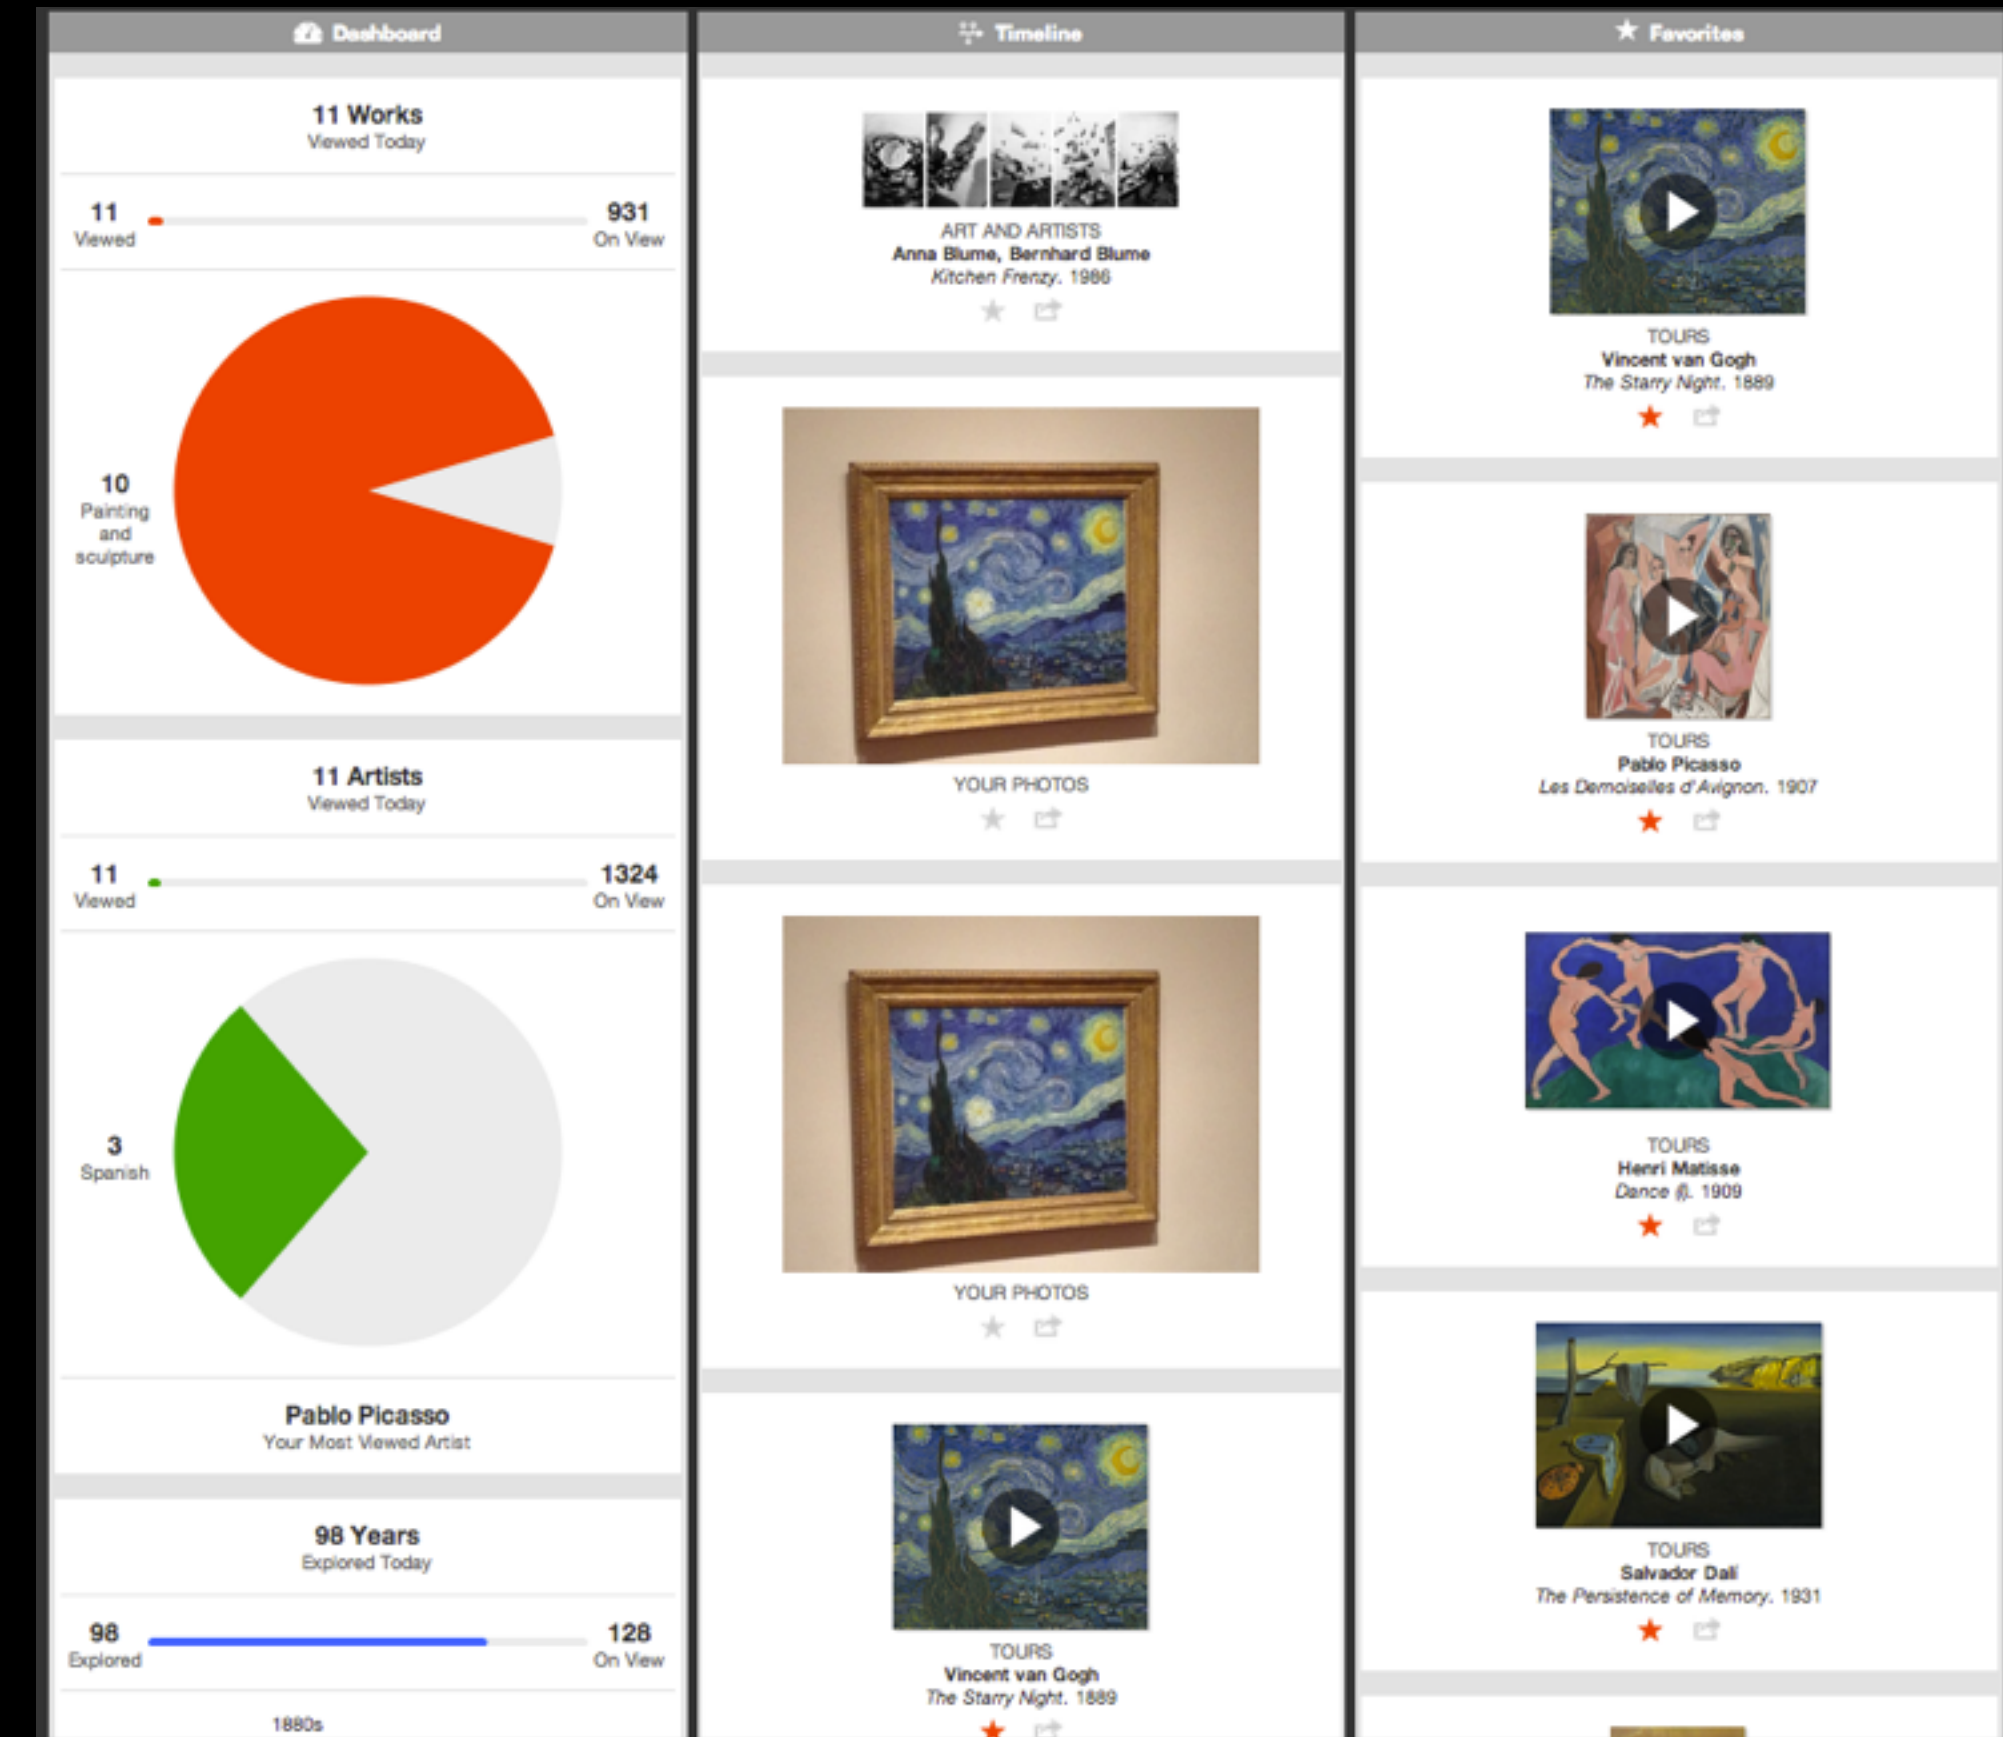 Dashboard
11 Works
Viewed Today
11
Viewed
931
On View
10
Painting
and
sculpture
11 Artists
Viewed Today
11
Viewed
1324
On View
3
Spanish
Pablo Picasso
Your Most Viewed Artist
98 Years
Explored Today
98
Explored
128
On View
1880s
Timeline
ART AND ARTISTS
Anna Blume, Bernhard Blume
Kitchen Frenzy. 1986
YOUR PHOTOS
YOUR PHOTOS
TOURS
Vincent van Gogh
The Starry Night. 1889
Favorites
TOURS
Vincent van Gogh
The Starry Night. 1889
TOURS
Pablo Picasso
Les Demoiselles d'Avignon. 1907
TOURS
Henri Matisse
Dance (I). 1909
TOURS
Salvador Dalí
The Persistence of Memory. 1931